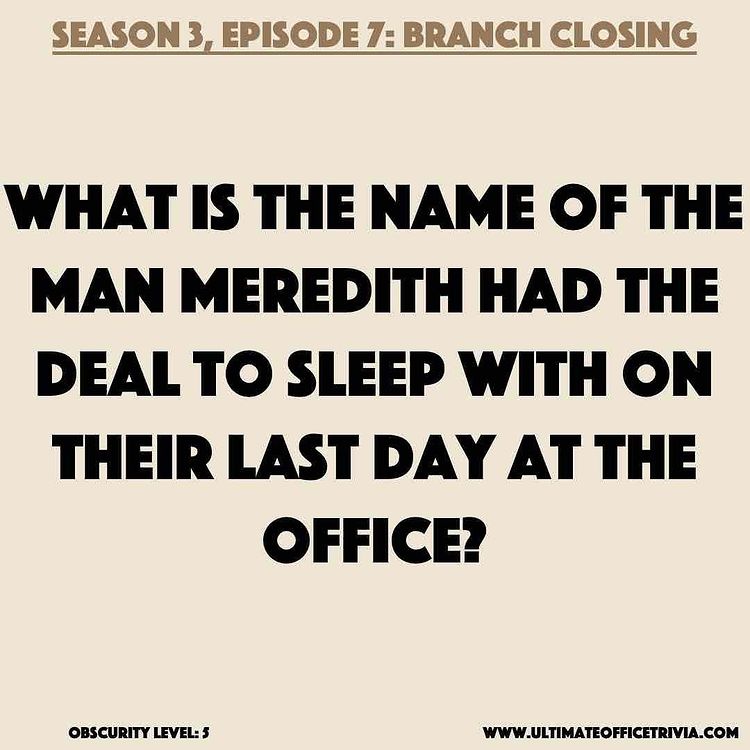 SEASON 3, EPISODE 7: BRANCH CLOSING
WHAT IS THE NAME OF THE
MAN MEREDITH HAD THE
DEAL TO SLEEP WITH ON
THEIR LAST DAY AT THE
OFFICE?
OBSCURITY LEVEL: 5
WWW.ULTIMATEOFFICETRIVIA.COM